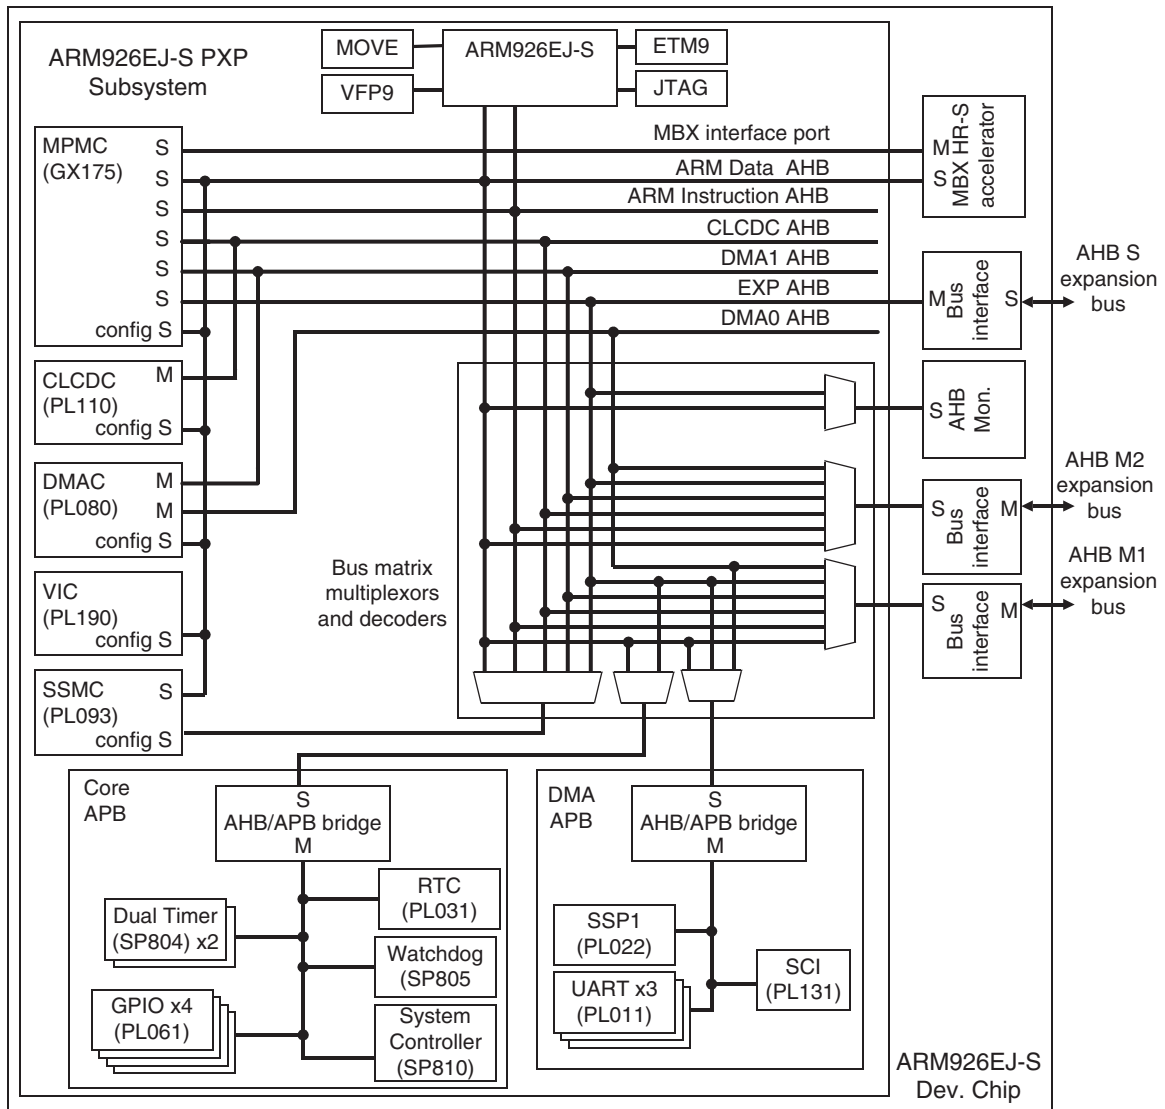 ARM926EJ-S PXP
Subsystem
MOVE
VFP9
ARM926EJ-S
ETM9
JTAG
MPMC
(GX175)
S
S
S
S
S
S
config S
MBX interface port
ARM Data AHB
ARM Instruction AHB
CLCDC AHB
DMA1 AHB
EXP AHB
DMA0 AHB
M
S
MBX HR-S
accelerator
M
Bus
interface
S
AHB S
expansion
bus
CLCDC
(PL110)
M
config S
S
AHB
Mon.
DMAC
(PL080)
M
M
config S
S
Bus
interface
M
AHB M2
expansion
bus
VIC
(PL190)
config S
Bus matrix
multiplexors
and decoders
S
Bus
interface
M
AHB M1
expansion
bus
SSMC
(PL093)
S
config S
Core
APB
S
AHB/APB bridge
M
RTC
(PL031)
Dual Timer
(SP804) x2
Watchdog
(SP805
GPIO x4
(PL061)
System
Controller
(SP810)
DMA
APB
S
AHB/APB bridge
M
SSP1
(PL022)
SCI
(PL131)
UART x3
(PL011)
ARM926EJ-S
Dev. Chip